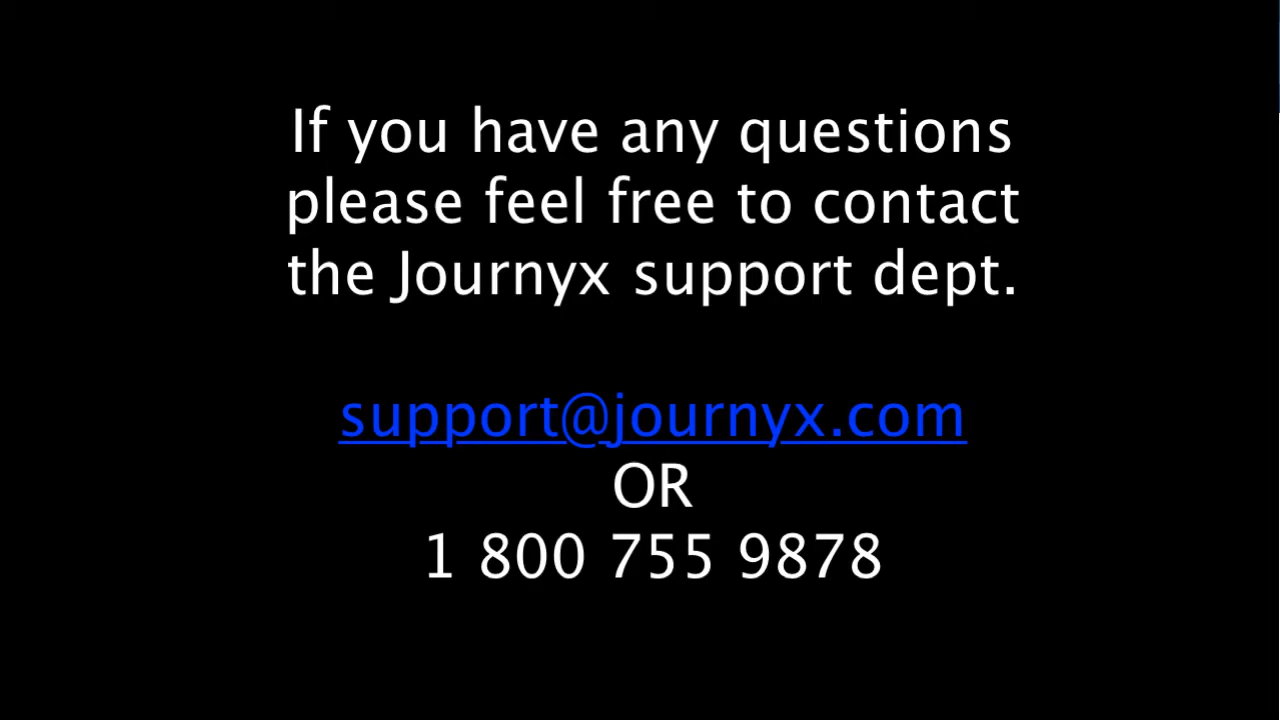 If you have any questions
please feel free to contact
the Journyx support dept.
support@journyx.com
OR
1 800 755 9878